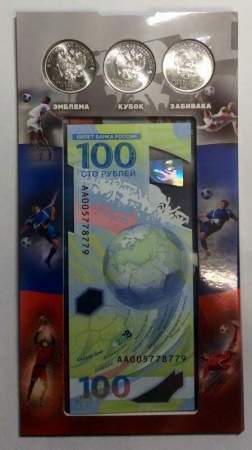 ЭМБЛЕМА КУБОК ЗАБИВАКА
БИЛЕТ БАНКА РОССИИ
100
СТО РУБЛЕЙ
АА005778779
АА005778779
100